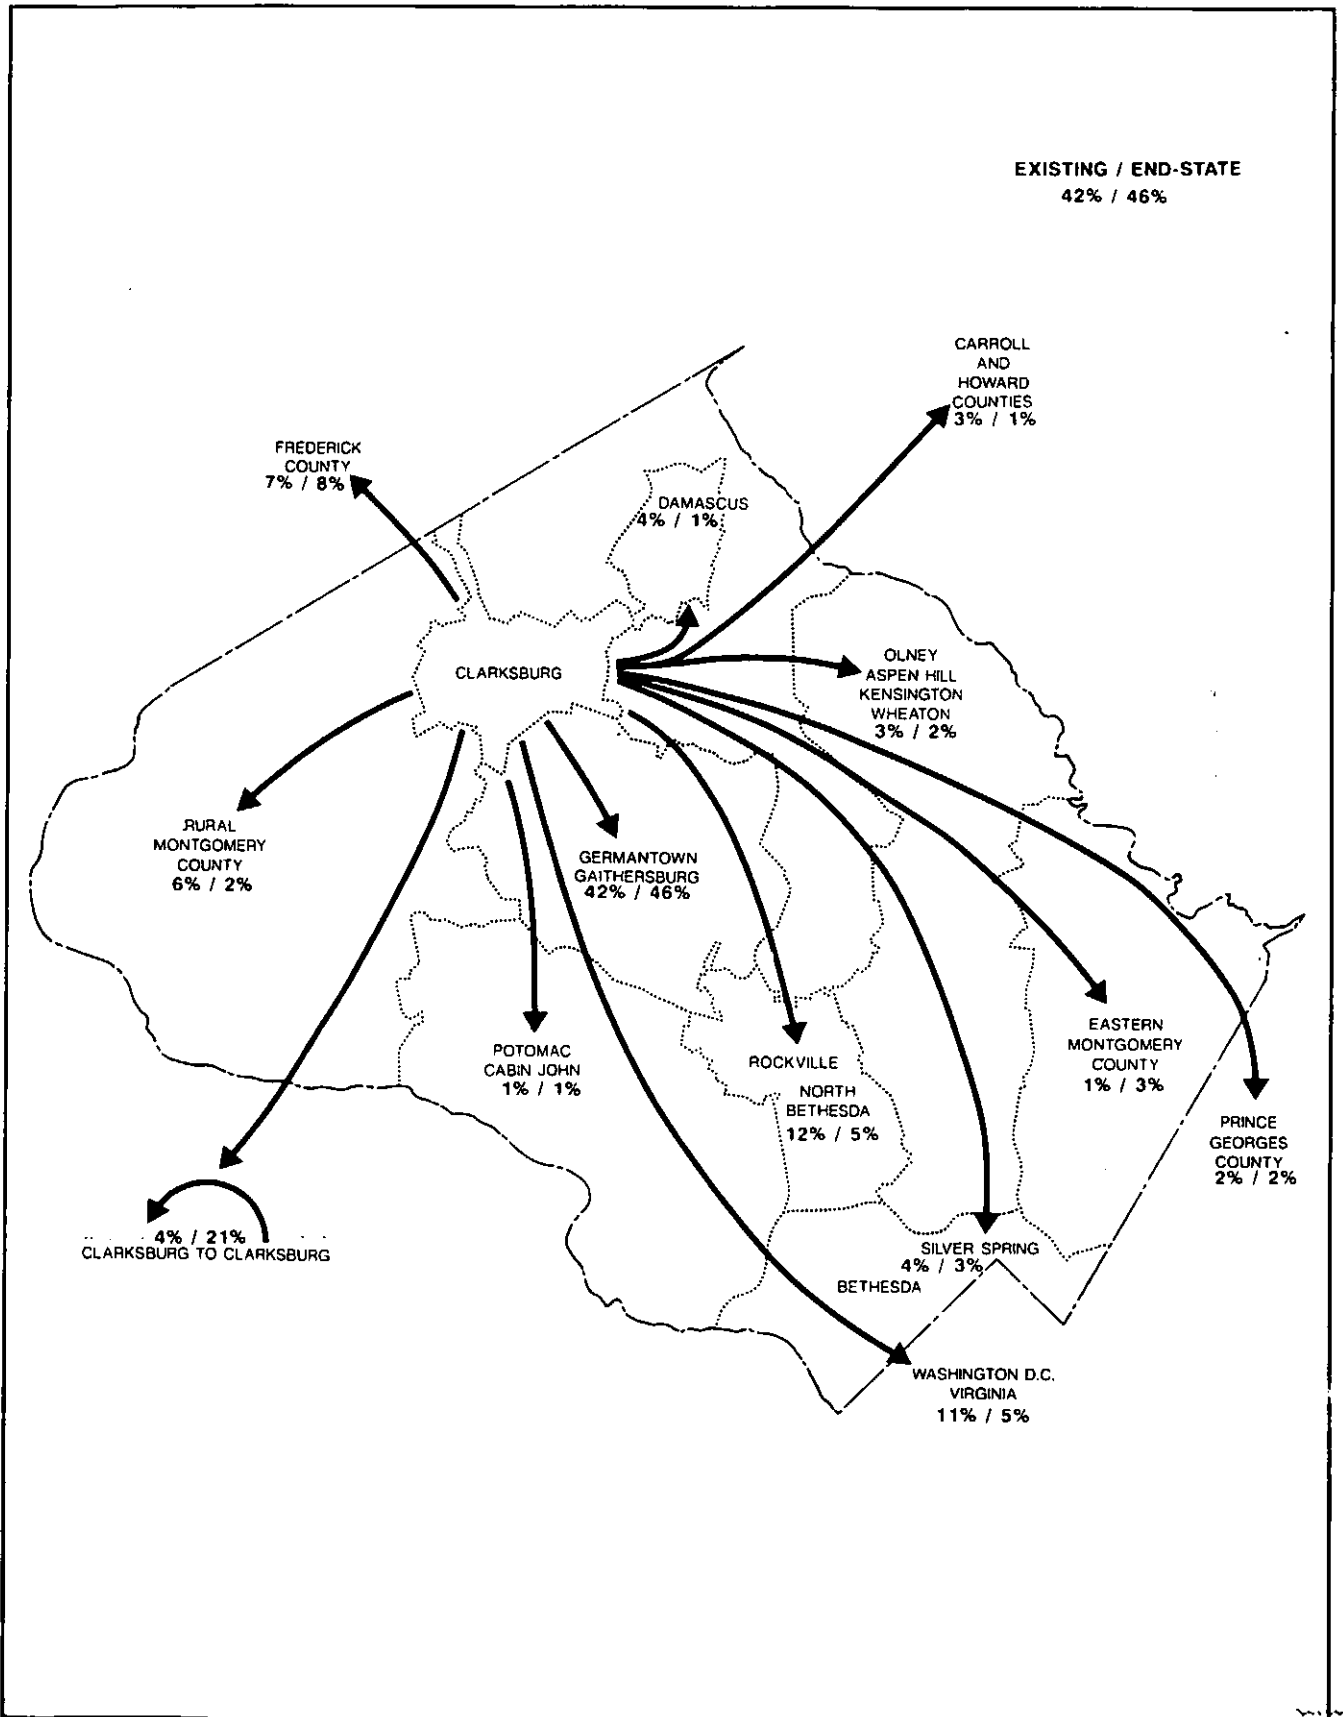 EXISTING / END-STATE
42% / 46%
CARROLL
AND
HOWARD
COUNTIES
3% / 1%
FREDERICK
COUNTY
7% / 8%
DAMASCUS
4% / 1%
CLARKSBURG
OLNEY
ASPEN HILL
KENSINGTON
WHEATON
3% / 2%
RURAL
MONTGOMERY
COUNTY
6% / 2%
GERMANTOWN
GAITHERSBURG
42% / 46%
POTOMAC
CABIN JOHN
1% / 1%
ROCKVILLE
NORTH
BETHESDA
12% / 5%
EASTERN
MONTGOMERY
COUNTY
1% / 3%
PRINCE
GEORGES
COUNTY
2% / 2%
4% / 21%
CLARKSBURG TO CLARKSBURG
SILVER SPRING
4% / 3%
BETHESDA
WASHINGTON D.C.
VIRGINIA
11% / 5%